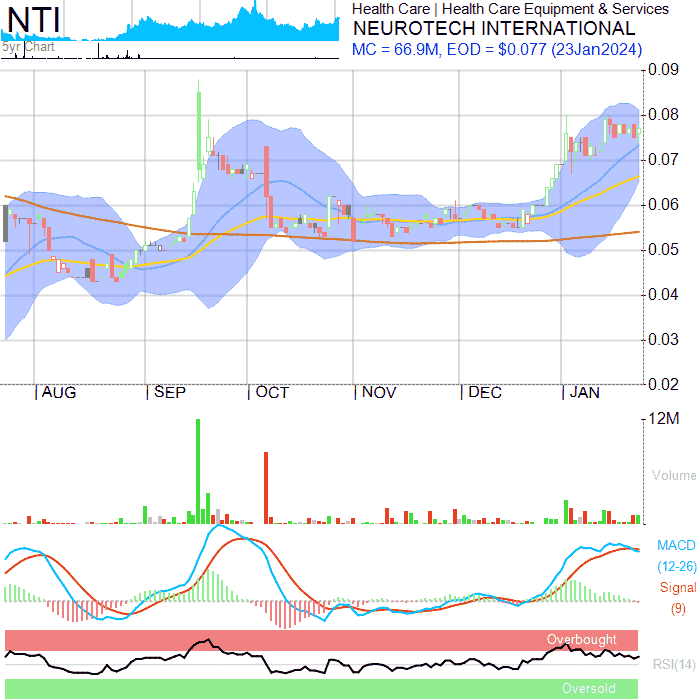 NTI
5yr Chart
Health Care | Health Care Equipment & Services
NEUROTECH INTERNATIONAL
MC = 66.9M, EOD = $0.077 (23Jan2024)
0.09
0.08
0.07
0.06
0.05
0.04
0.03
0.02
AUG SEP OCT NOV DEC JAN
12M
Volume
MACD
(12-26)
Signal
(9)
Overbought
RSI(14)
Oversold